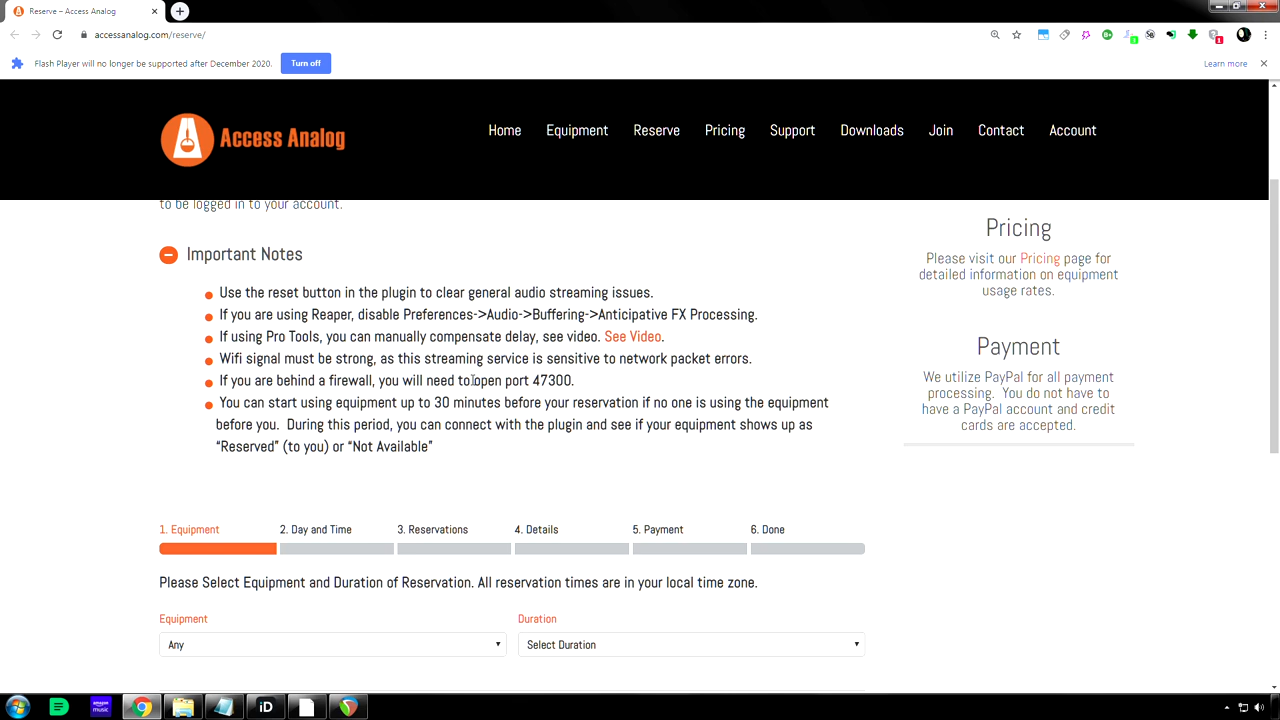 Reserve – Access Analog
accessanalog.com/reserve/
Flash Player will no longer be supported after December 2020.
Turn off
Learn more
Access Analog
Home
Equipment
Reserve
Pricing
Support
Downloads
Join
Contact
Account
to be logged in to your account.
Important Notes
Use the reset button in the plugin to clear general audio streaming issues.
If you are using Reaper, disable Preferences->Audio->Buffering->Anticipative FX Processing.
If using Pro Tools, you can manually compensate delay, see video. See Video.
Wifi signal must be strong, as this streaming service is sensitive to network packet errors.
If you are behind a firewall, you will need to open port 47300.
You can start using equipment up to 30 minutes before your reservation if no one is using the equipment
before you. During this period, you can connect with the plugin and see if your equipment shows up as
“Reserved” (to you) or “Not Available”
Pricing
Please visit our Pricing page for
detailed information on equipment
usage rates.
Payment
We utilize PayPal for all payment
processing. You do not have to
have a PayPal account and credit
cards are accepted.
1. Equipment
2. Day and Time
3. Reservations
4. Details
5. Payment
6. Done
Please Select Equipment and Duration of Reservation. All reservation times are in your local time zone.
Equipment
Duration
Any
Select Duration
amazon
music
iD